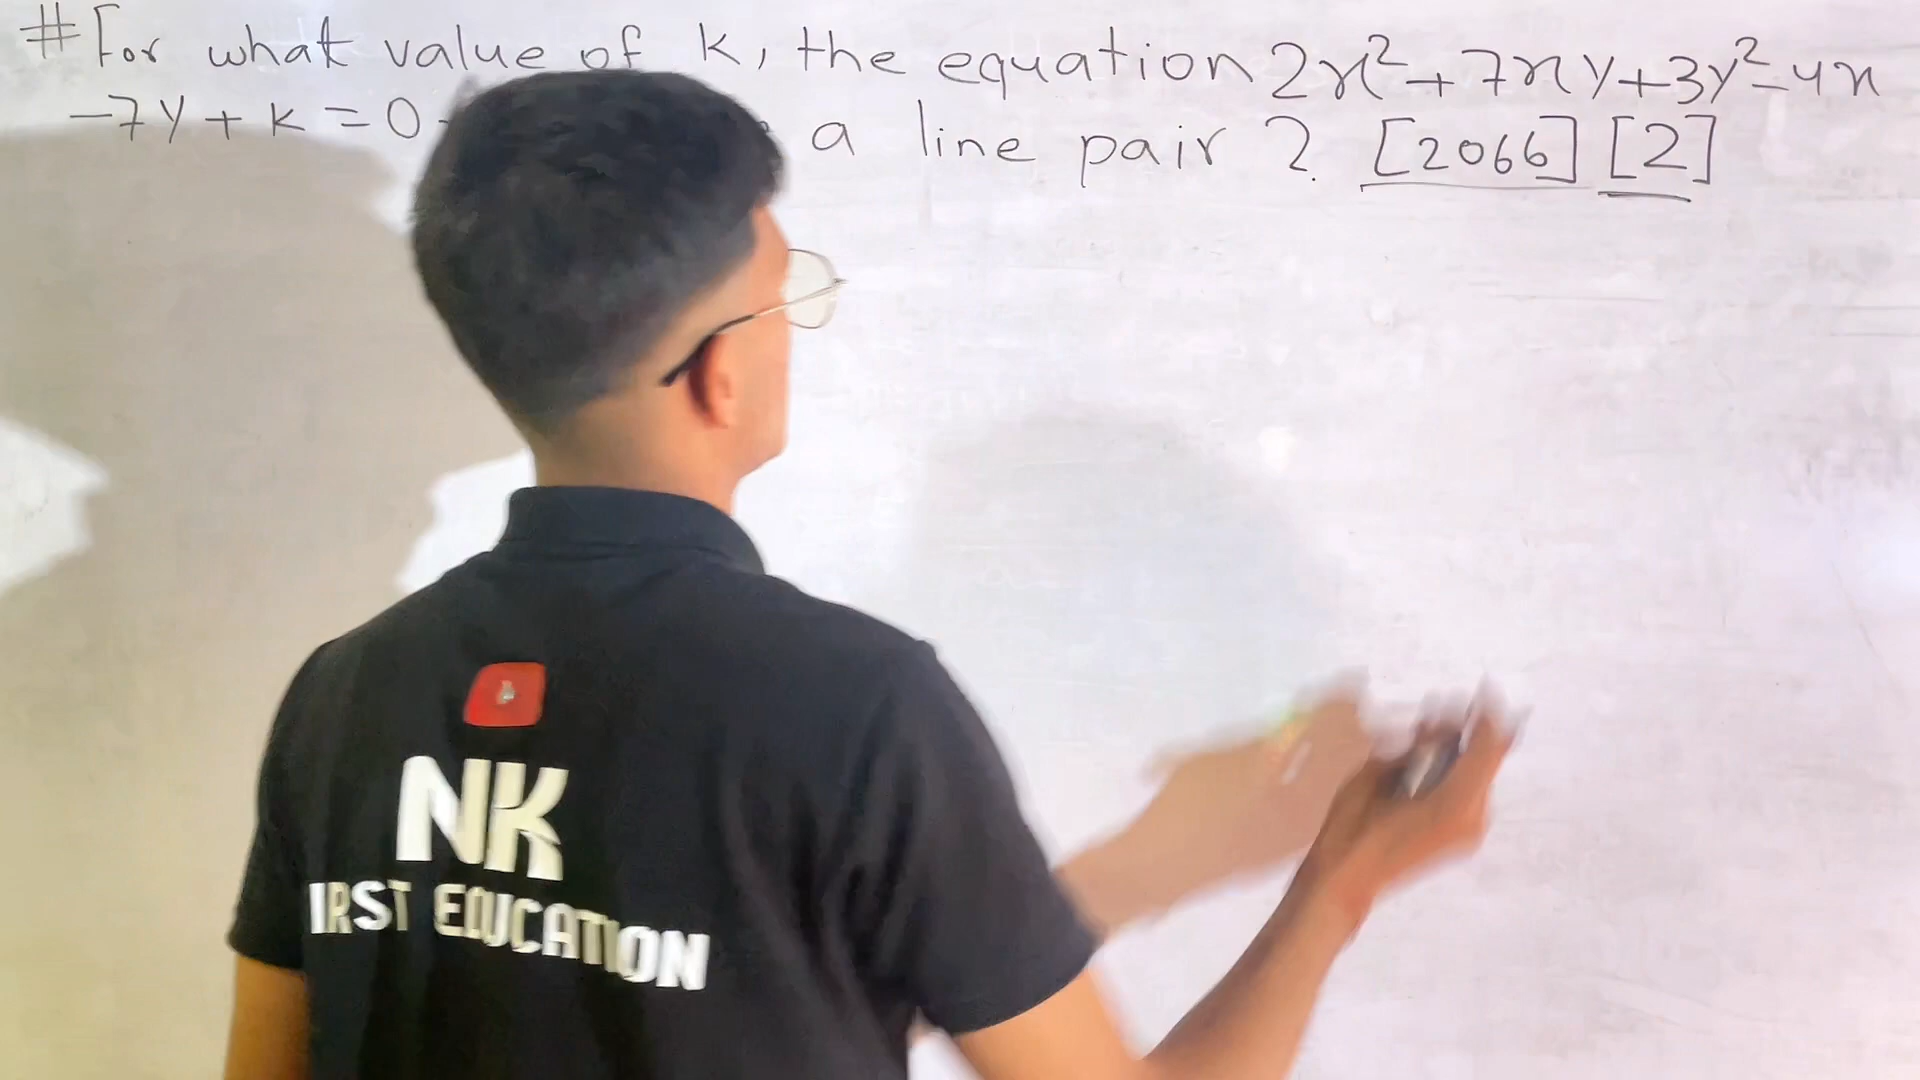 # For what value of k, the equation 2x²+7xy+3y²-4x
-7y+k=0 a line pair ? [2066] [2]
NK
IRST EDUCATION